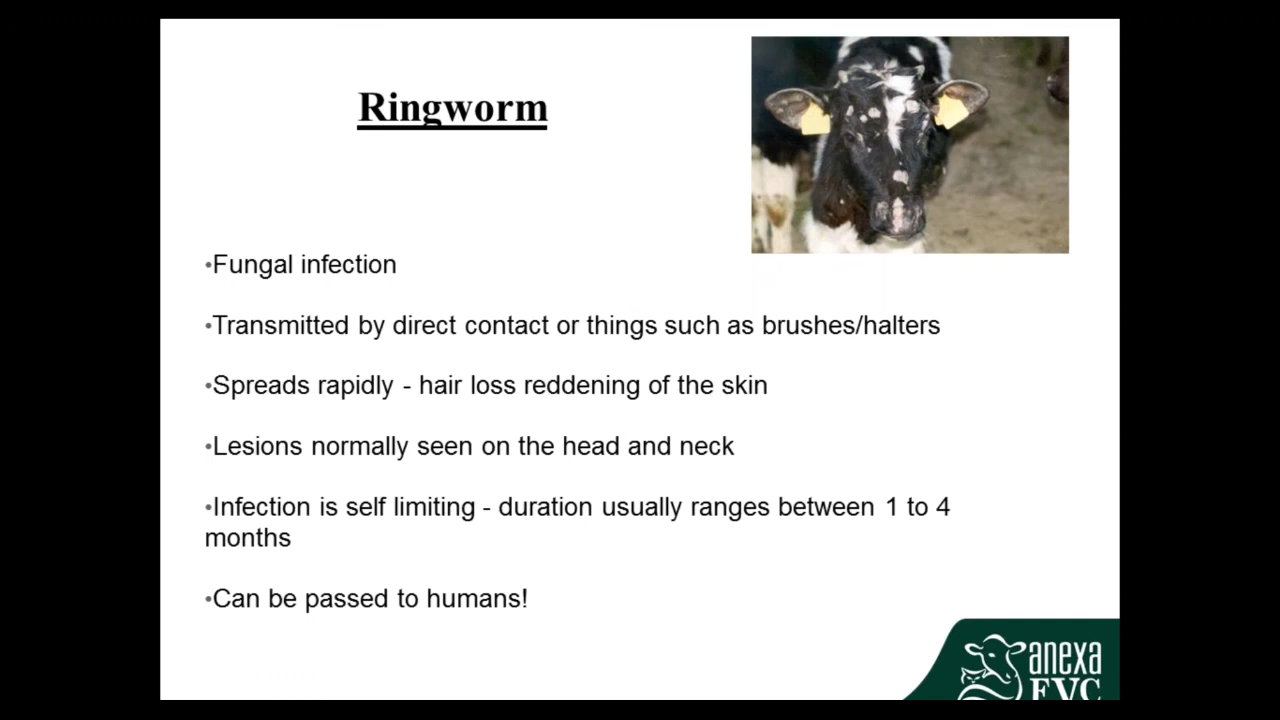 Ringworm
•Fungal infection
•Transmitted by direct contact or things such as brushes/halters
•Spreads rapidly - hair loss reddening of the skin
•Lesions normally seen on the head and neck
•Infection is self limiting - duration usually ranges between 1 to 4
months
•Can be passed to humans!
anexa
FVC